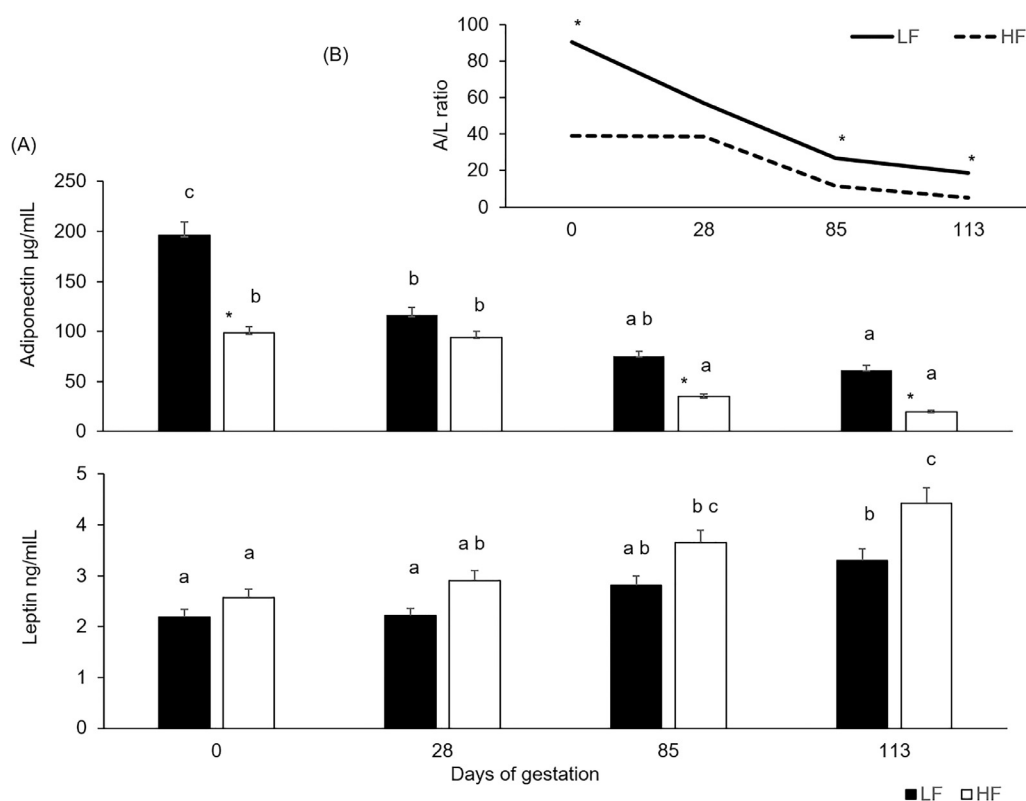 (B)
A/L ratio
100
80
60
40
20
0
*
*
*
LF HF
0 28 85 113
(A)
Adiponectin µg/mlL
250
200
150
100
50
0
c
* b
b b
a b
* a
a
* a
Leptin ng/mlL
5
4
3
2
1
0
a a
a a b
a b b c
b c
0 28 85 113
Days of gestation
LF HF